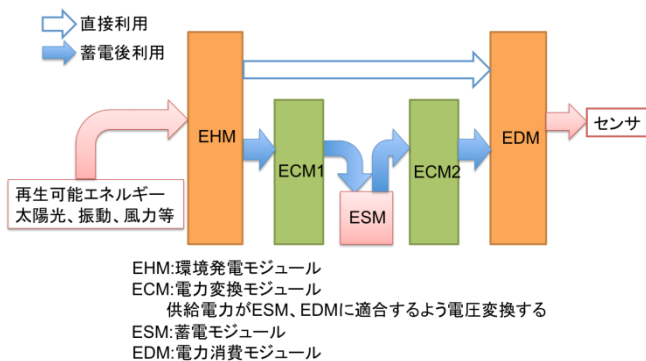 直接利用
蓄電後利用
EHM
ECM1
ESM
ECM2
EDM
センサ
再生可能エネルギー
太陽光、振動、風力等
EHM:環境発電モジュール
ECM:電力変換モジュール
供給電力がESM、EDMに適合するよう電圧変換する
ESM:蓄電モジュール
EDM:電力消費モジュール